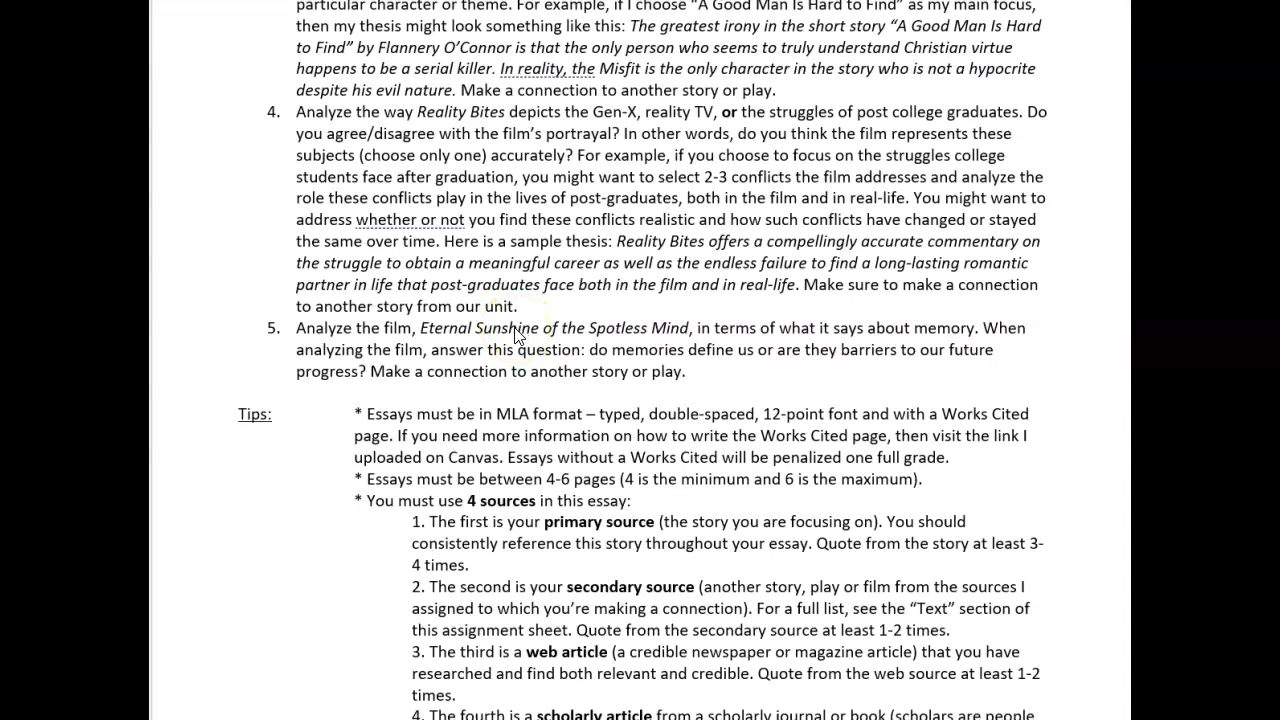 particular character or theme. For example, if I choose “A Good Man Is Hard to Find” as my main focus,
then my thesis might look something like this: The greatest irony in the short story “A Good Man Is Hard
to Find” by Flannery O’Connor is that the only person who seems to truly understand Christian virtue
happens to be a serial killer. In reality, the Misfit is the only character in the story who is not a hypocrite
despite his evil nature. Make a connection to another story or play.
4. Analyze the way Reality Bites depicts the Gen-X, reality TV, or the struggles of post college graduates. Do
you agree/disagree with the film’s portrayal? In other words, do you think the film represents these
subjects (choose only one) accurately? For example, if you choose to focus on the struggles college
students face after graduation, you might want to select 2-3 conflicts the film addresses and analyze the
role these conflicts play in the lives of post-graduates, both in the film and in real-life. You might want to
address whether or not you find these conflicts realistic and how such conflicts have changed or stayed
the same over time. Here is a sample thesis: Reality Bites offers a compellingly accurate commentary on
the struggle to obtain a meaningful career as well as the endless failure to find a long-lasting romantic
partner in life that post-graduates face both in the film and in real-life. Make sure to make a connection
to another story from our unit.
5. Analyze the film, Eternal Sunshine of the Spotless Mind, in terms of what it says about memory. When
analyzing the film, answer this question: do memories define us or are they barriers to our future
progress? Make a connection to another story or play.
Tips: * Essays must be in MLA format – typed, double-spaced, 12-point font and with a Works Cited
page. If you need more information on how to write the Works Cited page, then visit the link I
uploaded on Canvas. Essays without a Works Cited will be penalized one full grade.
* Essays must be between 4-6 pages (4 is the minimum and 6 is the maximum).
* You must use 4 sources in this essay:
1. The first is your primary source (the story you are focusing on). You should
consistently reference this story throughout your essay. Quote from the story at least 3-
4 times.
2. The second is your secondary source (another story, play or film from the sources I
assigned to which you’re making a connection). For a full list, see the “Text” section of
this assignment sheet. Quote from the secondary source at least 1-2 times.
3. The third is a web article (a credible newspaper or magazine article) that you have
researched and find both relevant and credible. Quote from the web source at least 1-2
times.
4. The fourth is a scholarly article from a scholarly journal or book (scholars are people